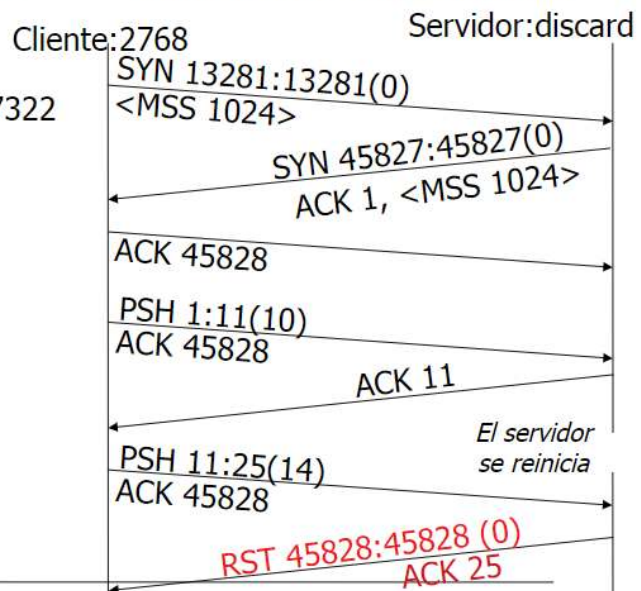 Cliente:2768
Servidor:discard
SYN 13281:13281(0)
7322
<MSS 1024>
SYN 45827:45827(0)
ACK 1, <MSS 1024>
ACK 45828
PSH 1:11(10)
ACK 45828
ACK 11
El servidor
se reinicia
PSH 11:25(14)
ACK 45828
RST 45828:45828 (0)
ACK 25